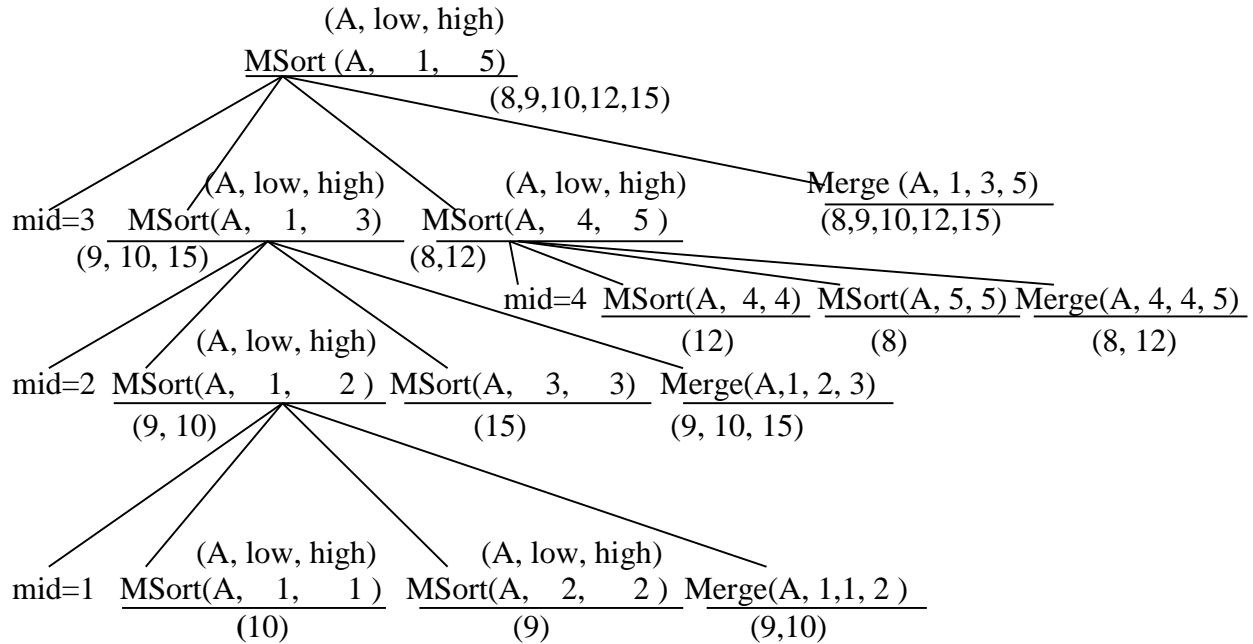 (A, low, high)
MSort (A, 1, 5)
(8,9,10,12,15)
(A, low, high) (A, low, high) Merge (A, 1, 3, 5)
mid=3 MSort(A, 1, 3) MSort(A, 4, 5 ) (8,9,10,12,15)
(9, 10, 15) (8,12)
mid=4 MSort(A, 4, 4) MSort(A, 5, 5) Merge(A, 4, 4, 5)
(A, low, high) (12) (8) (8, 12)
mid=2 MSort(A, 1, 2 ) MSort(A, 3, 3) Merge(A,1, 2, 3)
(9, 10) (15) (9, 10, 15)
(A, low, high) (A, low, high)
mid=1 MSort(A, 1, 1 ) MSort(A, 2, 2 ) Merge(A, 1,1, 2 )
(10) (9) (9,10)